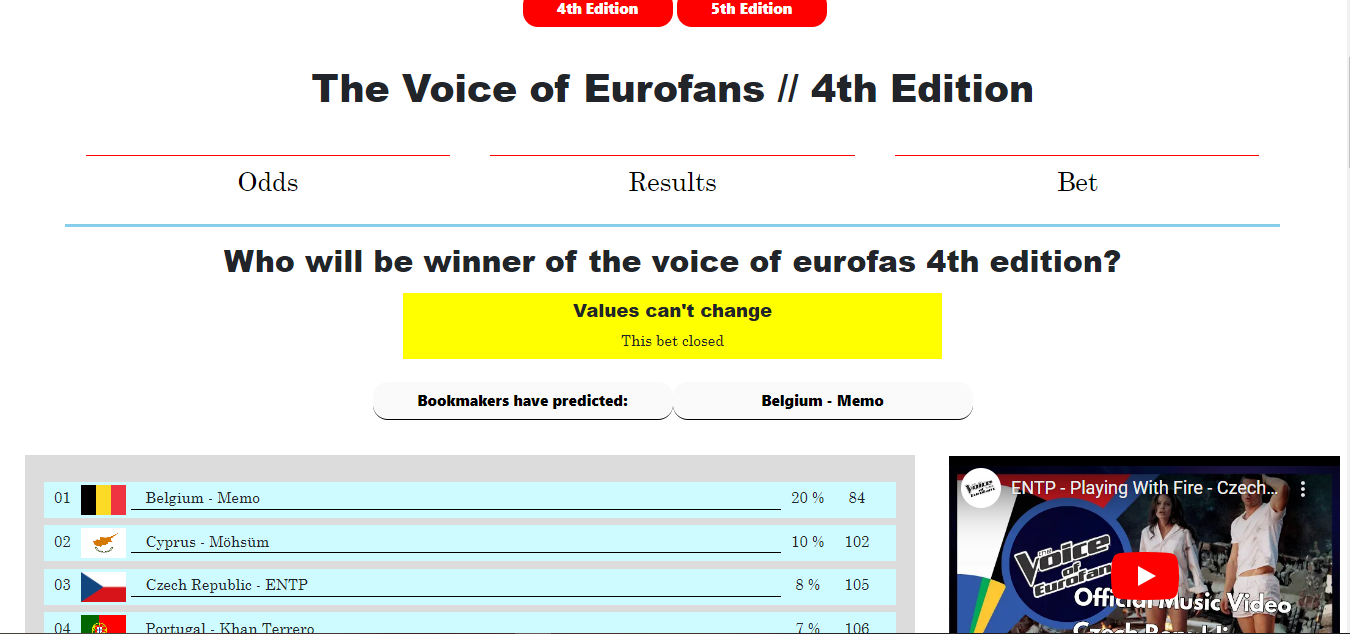 4th Edition 5th Edition
The Voice of Eurofans // 4th Edition
Odds Results Bet
Who will be winner of the voice of eurofas 4th edition?
Values can't change
This bet closed
Bookmakers have predicted: Belgium - Memo
01 Belgium - Memo 20 % 84
02 Cyprus - Möhsüm 10 % 102
03 Czech Republic - ENTP 8 % 105
04 Portugal - Khan Terrero 7 % 106
ENTP - Playing With Fire - Czech...
the Voice of Eurofans
Official Music Video
Czech Republi